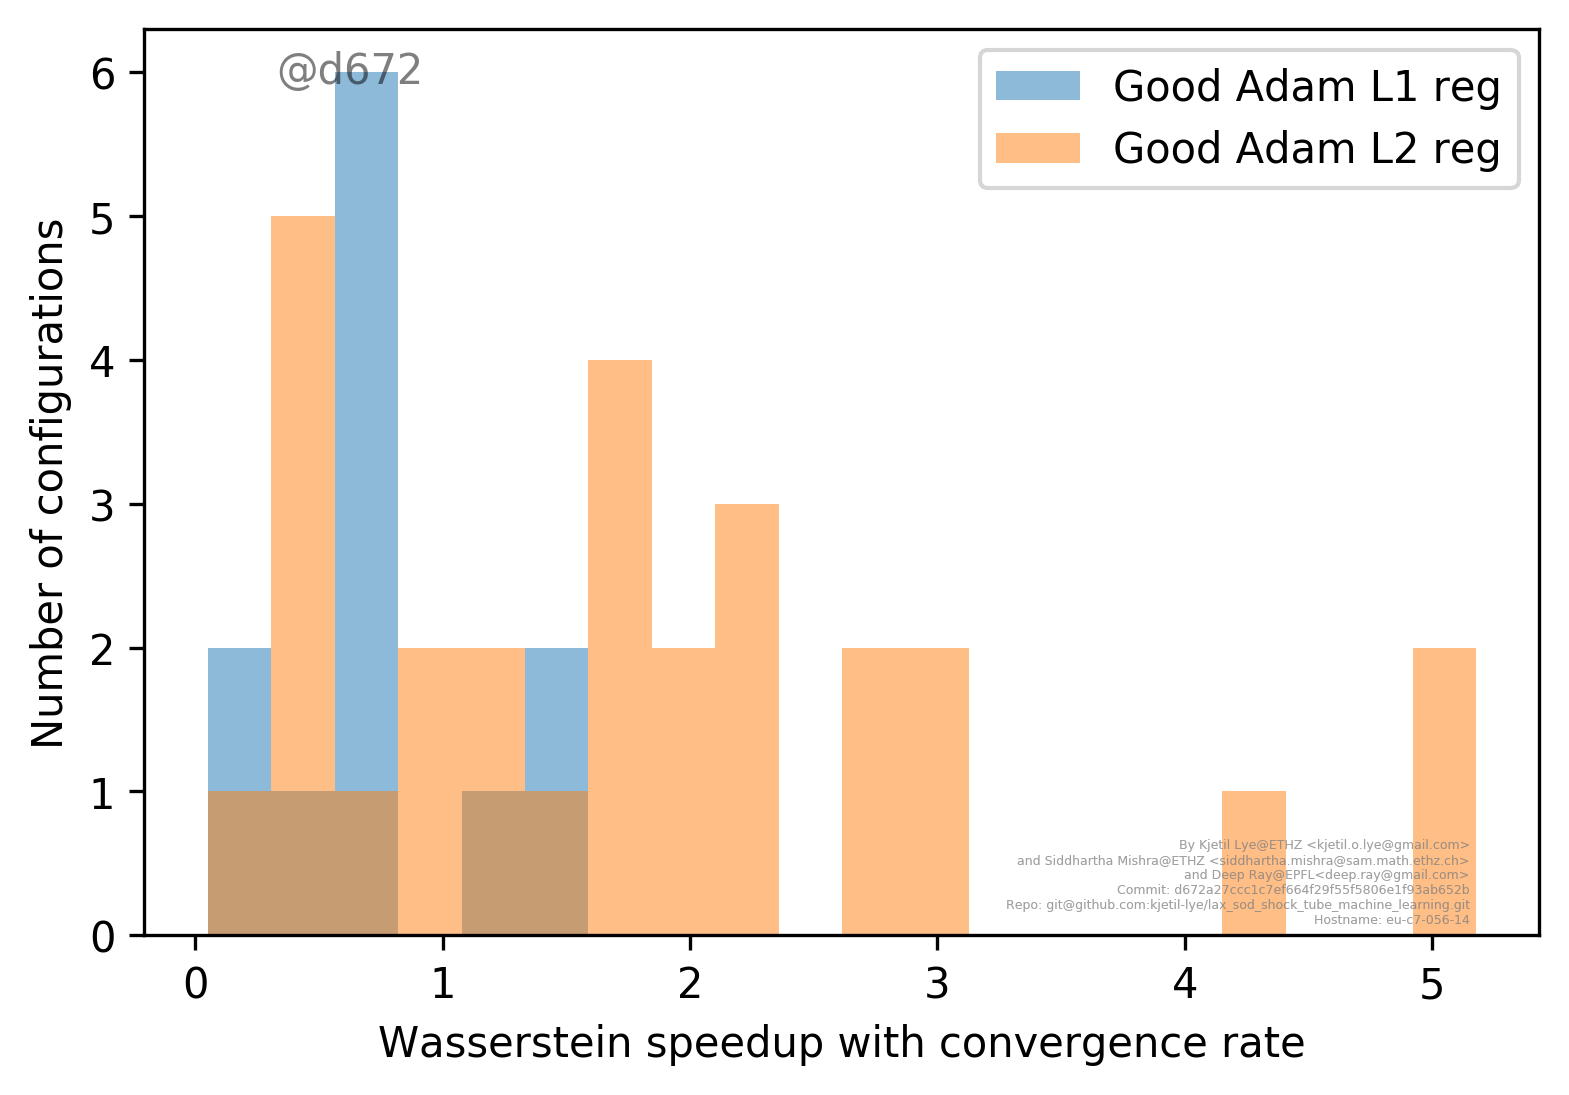 @d672
Good Adam L1 reg
Good Adam L2 reg
6
5
4
3
2
1
0
Number of configurations
By Kjetil Lye@ETHZ <kjetil.o.lye@gmail.com>
and Siddhartha Mishra@ETHZ <siddhartha.mishra@sam.math.ethz.ch>
and Deep Ray@EPFL<deep.ray@gmail.com>
Commit: d672a27ccc1c7ef664f29f55f5806e1f93ab652b
Repo: git@github.com:kjetil-lye/lax_sod_shock_tube_machine_learning.git
Hostname: eu-c7-056-14
0 1 2 3 4 5
Wasserstein speedup with convergence rate